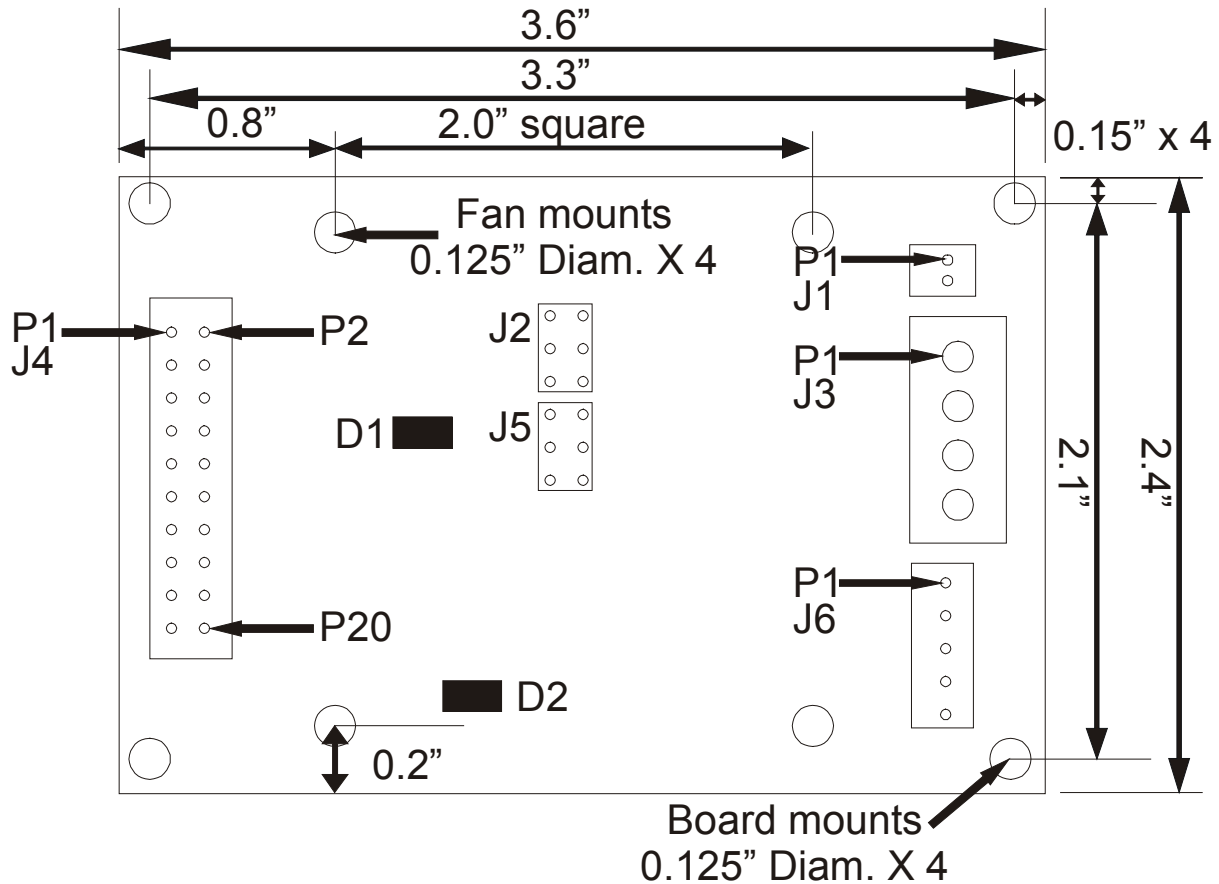 3.6”
3.3”
0.8”
2.0” square
0.15” x 4
Fan mounts
0.125” Diam. X 4
P1
J1
P1
J4
P2
J2
P1
J3
D1
J5
2.1”
2.4”
P1
J6
P20
D2
0.2”
Board mounts
0.125” Diam. X 4